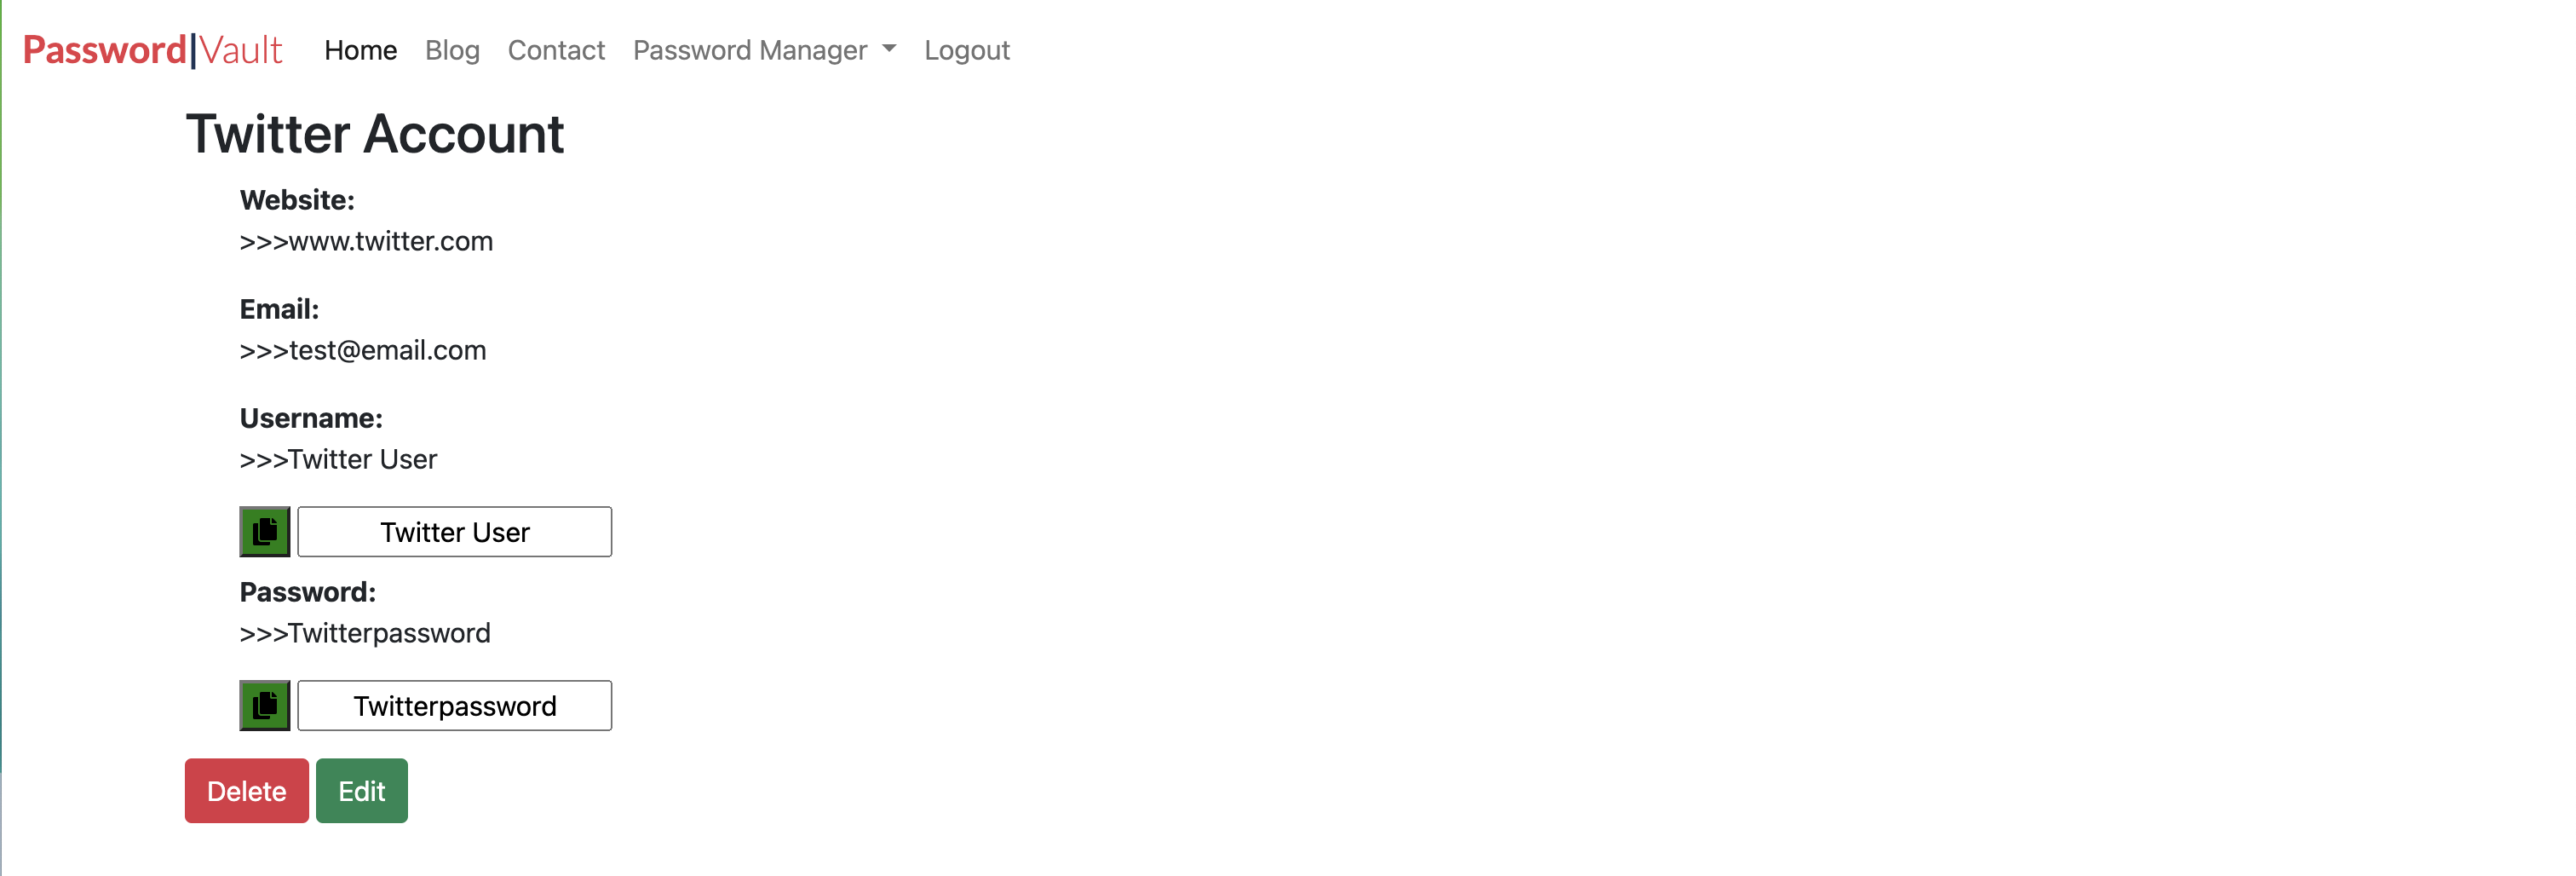 Password|Vault Home Blog Contact Password Manager Logout
Twitter Account
Website:
>>>www.twitter.com
Email:
>>>test@email.com
Username:
>>>Twitter User
Twitter User
Password:
>>>Twitterpassword
Twitterpassword
Delete Edit